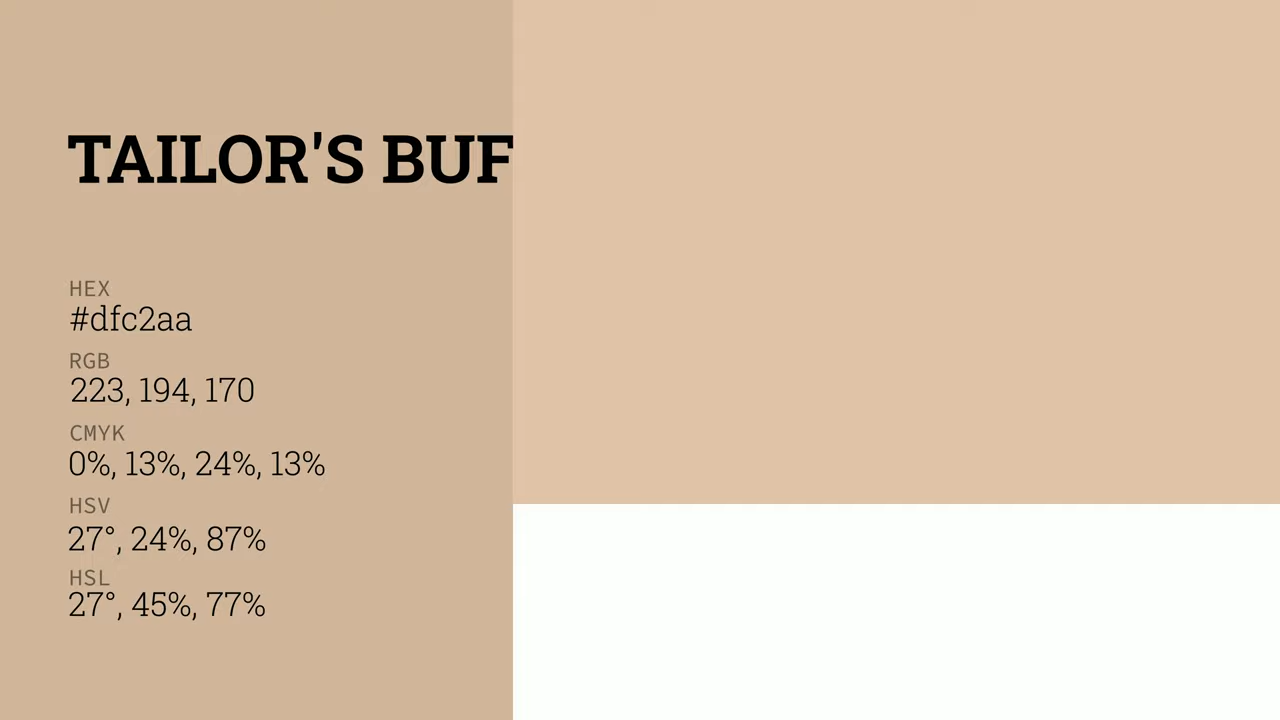 TAILOR'S BUF
HEX
#dfc2aa
RGB
223, 194, 170
CMYK
0%, 13%, 24%, 13%
HSV
27°, 24%, 87%
HSL
27°, 45%, 77%